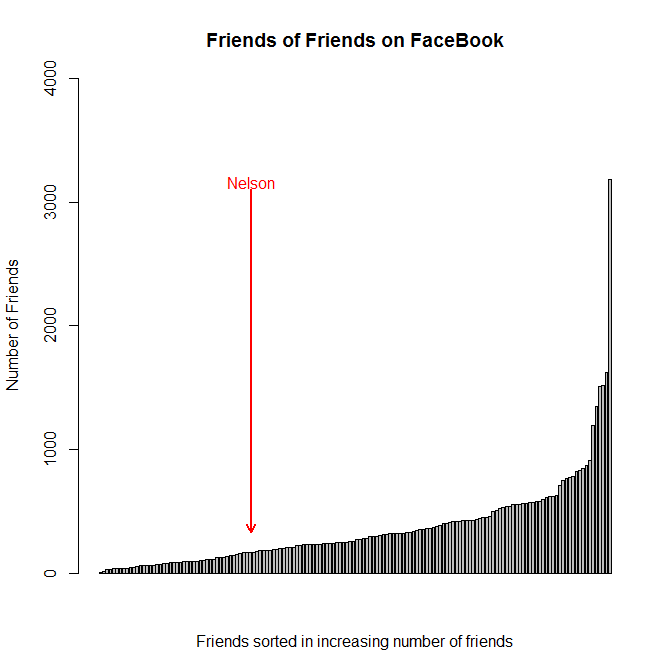 Friends of Friends on FaceBook
4000
3000
2000
1000
0
Number of Friends
Nelson
Friends sorted in increasing number of friends